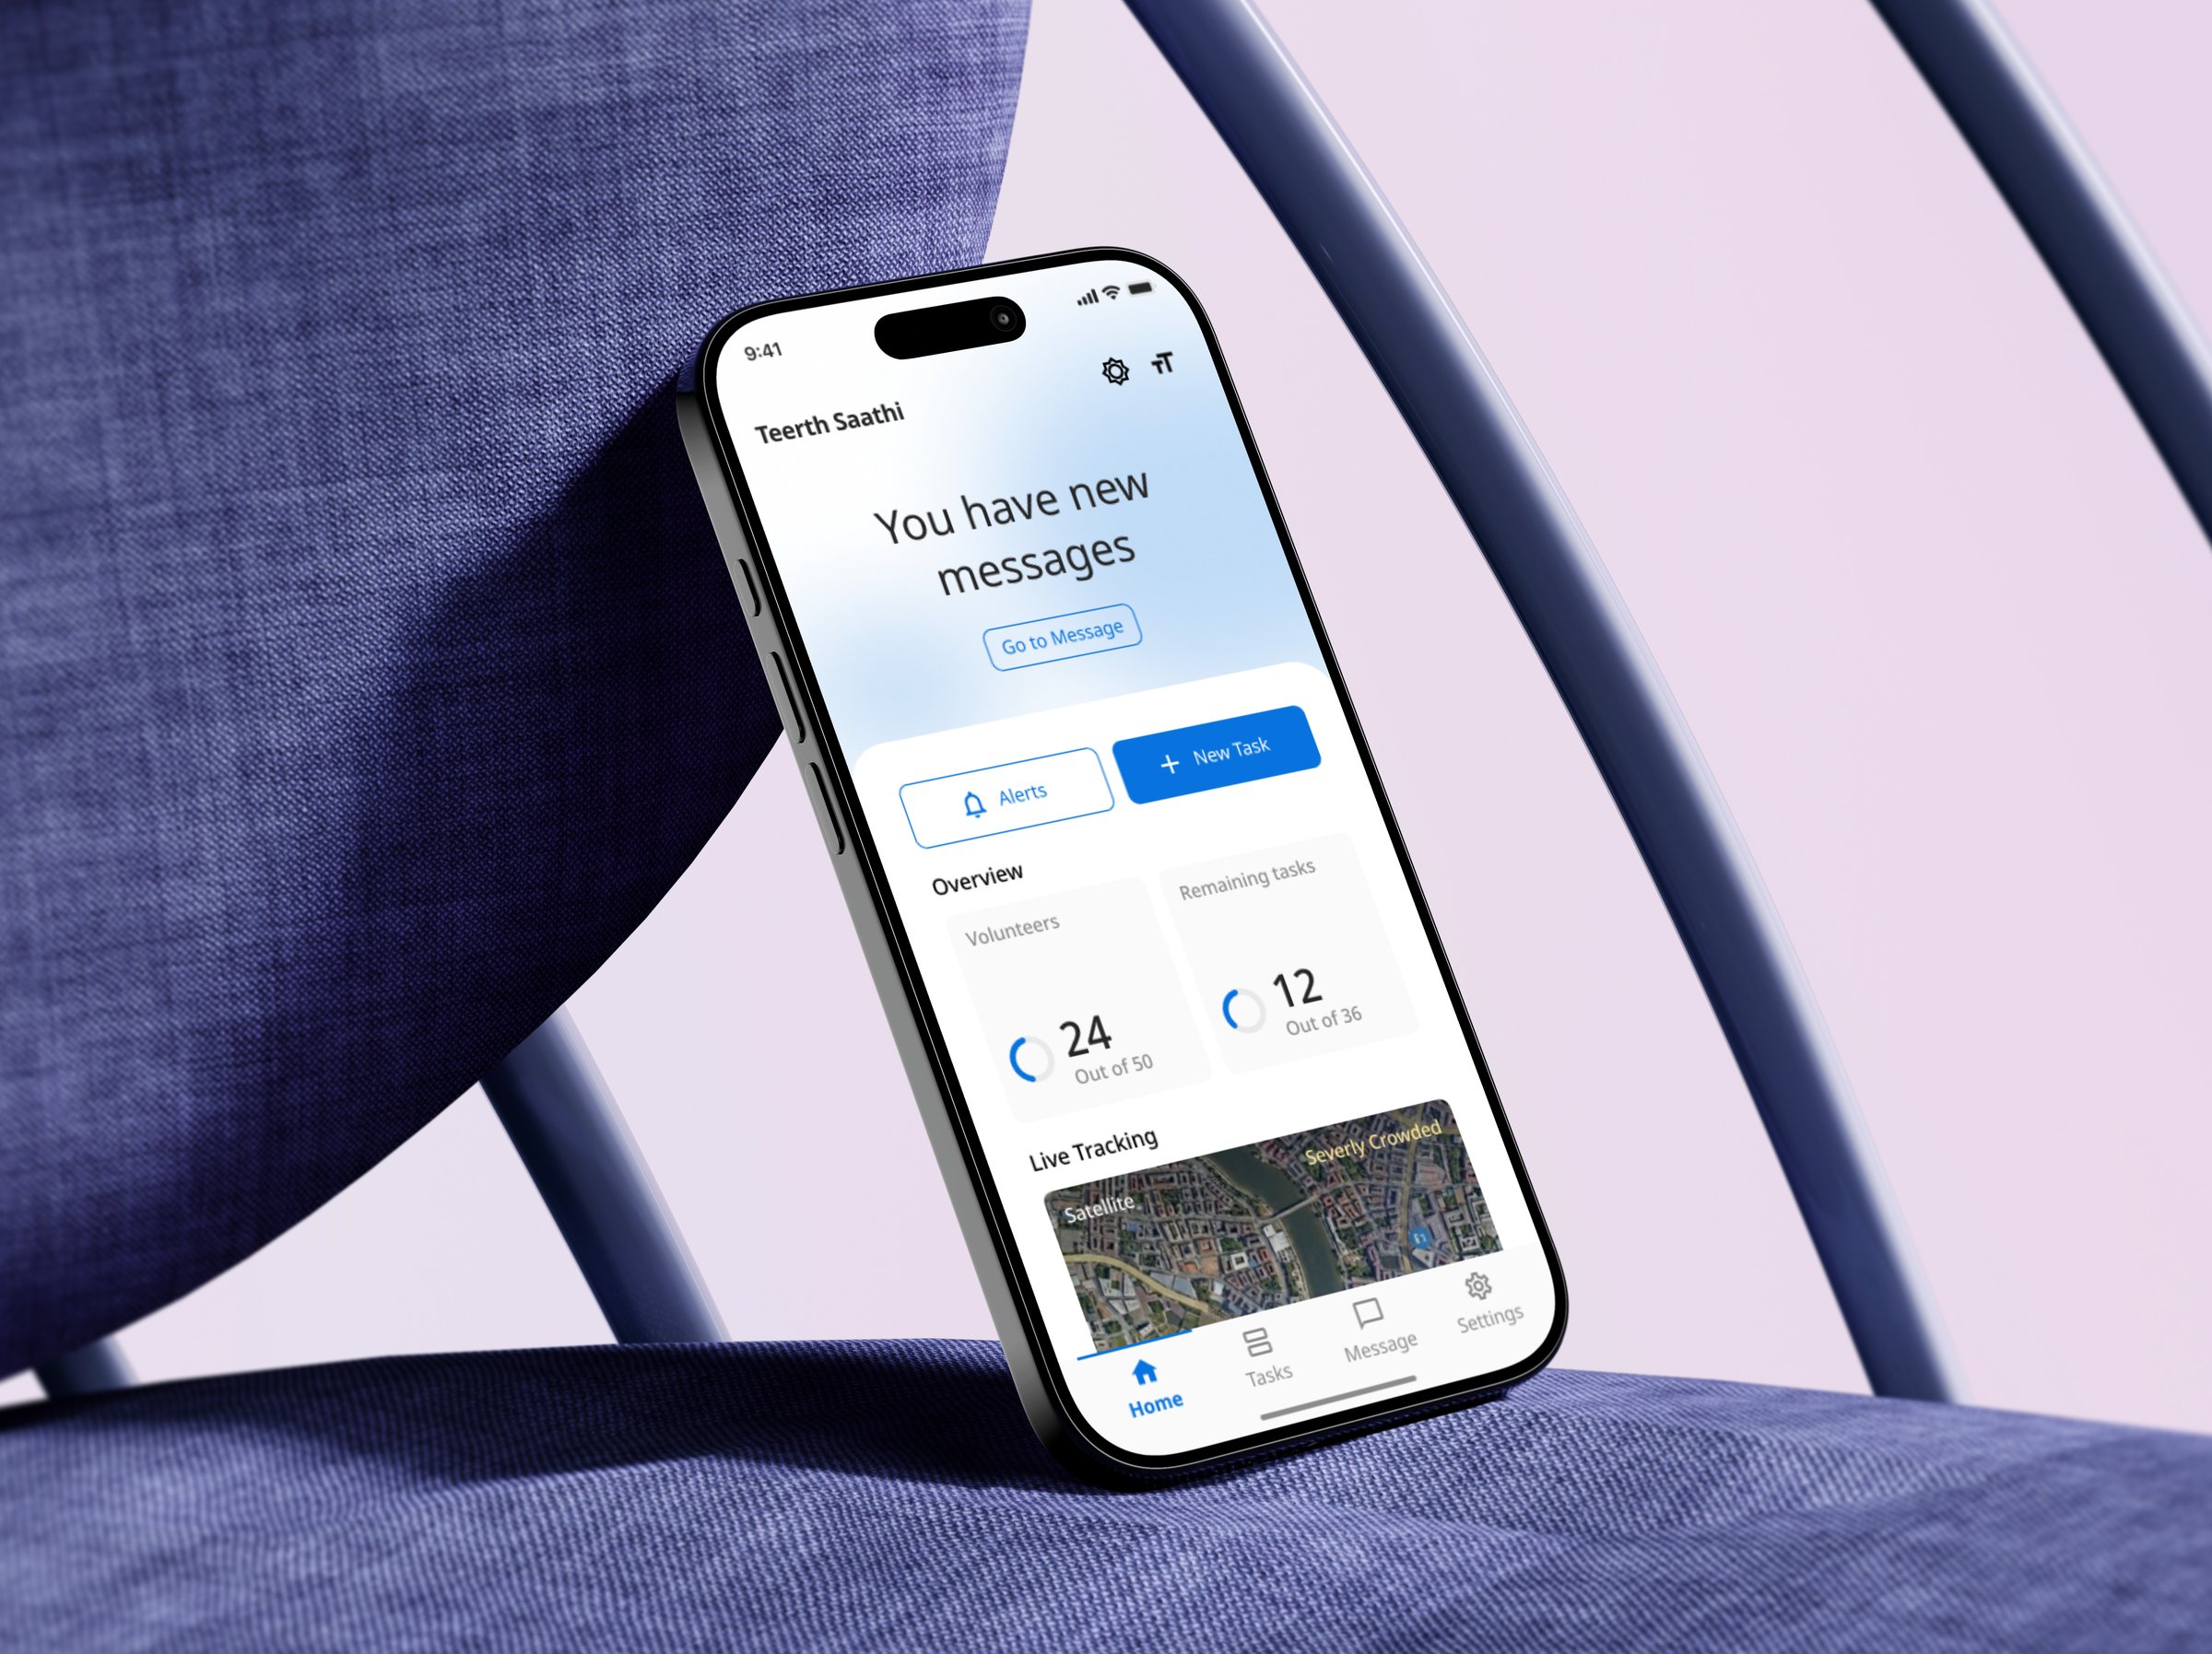 9:41
Teerth Saathi
You have new
messages
Go to Message
Alerts
New Task
Overview
Volunteers
24
Out of 50
Remaining tasks
12
Out of 36
Live Tracking
Satellite
Severly Crowded
Home
Tasks
Message
Settings